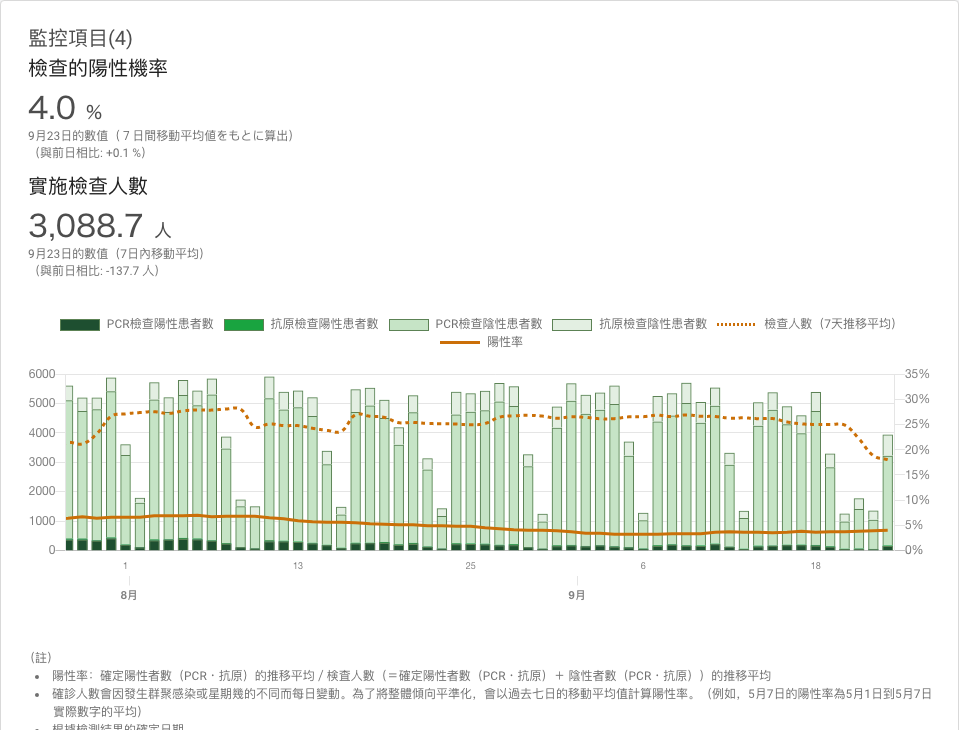 監控項目(4)
檢查的陽性機率
4.0 %
9月23日的數值（７日間移動平均値をもとに算出）
（與前日相比: +0.1 %）
實施檢查人數
3,088.7 人
9月23日的數值（7日內移動平均）
（與前日相比: -137.7 人）
PCR檢查陽性患者數 抗原檢查陽性患者數 PCR檢查陰性患者數 抗原檢查陰性患者數 檢查人數（7天推移平均）
陽性率
6000 35%
5000 30%
4000 25%
3000 20%
2000 15%
1000 10%
0 5%
0%
1 13 25 6 18
8月 9月
（註）
陽性率：確定陽性者數（PCR・抗原）的推移平均 / 検査人數（＝確定陽性者數（PCR・抗原）＋ 陰性者數（PCR・抗原））的推移平均
確診人數會因發生群聚感染或星期幾的不同而每日變動。為了將整體傾向平準化，會以過去七日的移動平均值計算陽性率。（例如，5月7日的陽性率為5月1日到5月7日
實際數字的平均）
根據檢測結果的確定日期